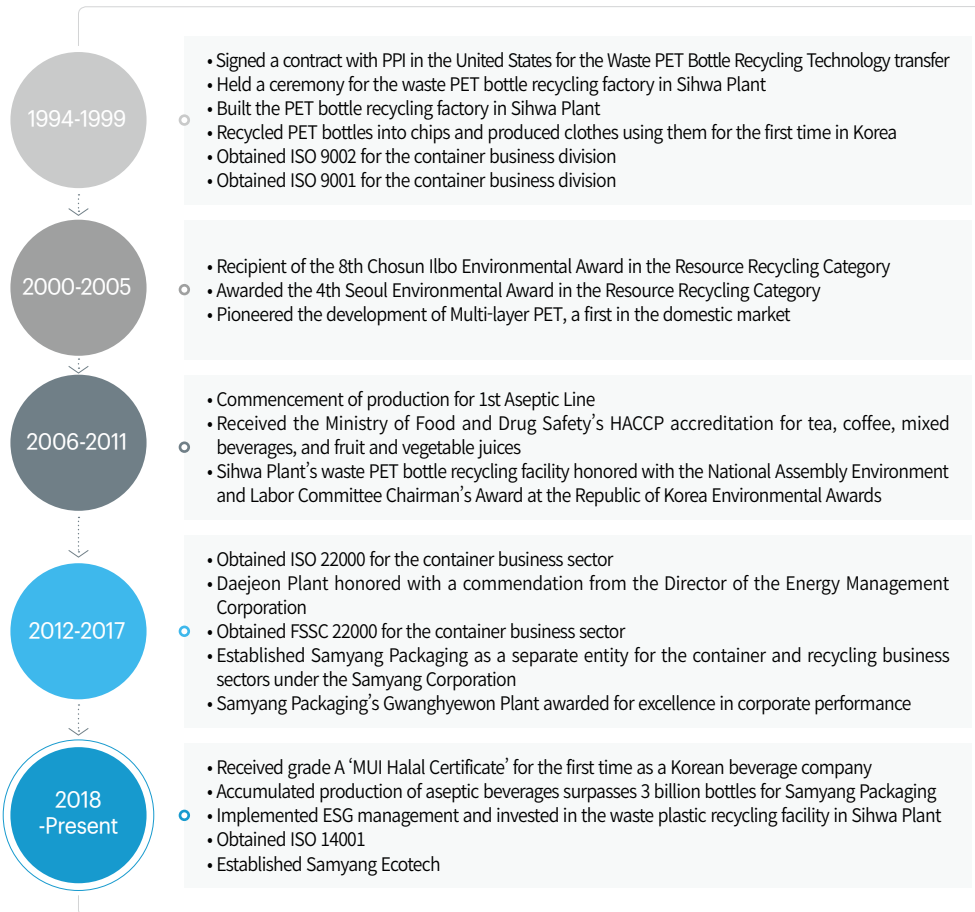 1994-1999
• Signed a contract with PPI in the United States for the Waste PET Bottle Recycling Technology transfer
• Held a ceremony for the waste PET bottle recycling factory in Sihwa Plant
• Built the PET bottle recycling factory in Sihwa Plant
• Recycled PET bottles into chips and produced clothes using them for the first time in Korea
• Obtained ISO 9002 for the container business division
• Obtained ISO 9001 for the container business division
2000-2005
• Recipient of the 8th Chosun Ilbo Environmental Award in the Resource Recycling Category
• Awarded the 4th Seoul Environmental Award in the Resource Recycling Category
• Pioneered the development of Multi-layer PET, a first in the domestic market
2006-2011
• Commencement of production for 1st Aseptic Line
• Received the Ministry of Food and Drug Safety's HACCP accreditation for tea, coffee, mixed
beverages, and fruit and vegetable juices
• Sihwa Plant's waste PET bottle recycling facility honored with the National Assembly Environment
and Labor Committee Chairman's Award at the Republic of Korea Environmental Awards
2012-2017
• Obtained ISO 22000 for the container business sector
• Daejeon Plant honored with a commendation from the Director of the Energy Management
Corporation
• Obtained FSSC 22000 for the container business sector
• Established Samyang Packaging as a separate entity for the container and recycling business
sectors under the Samyang Corporation
• Samyang Packaging's Gwanghyewon Plant awarded for excellence in corporate performance
2018
-Present
• Received grade A 'MUI Halal Certificate' for the first time as a Korean beverage company
• Accumulated production of aseptic beverages surpasses 3 billion bottles for Samyang Packaging
• Implemented ESG management and invested in the waste plastic recycling facility in Sihwa Plant
• Obtained ISO 14001
• Established Samyang Ecotech